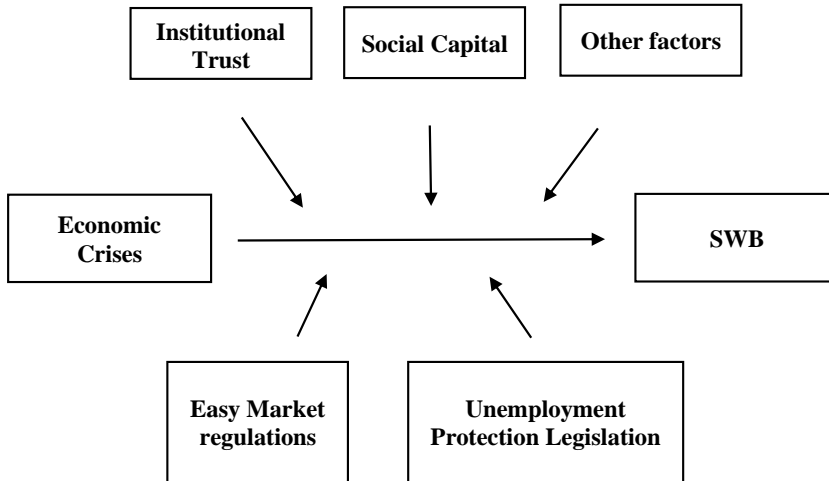 Institutional
Trust
Social Capital
Other factors
Economic
Crises
SWB
Easy Market
regulations
Unemployment
Protection Legislation